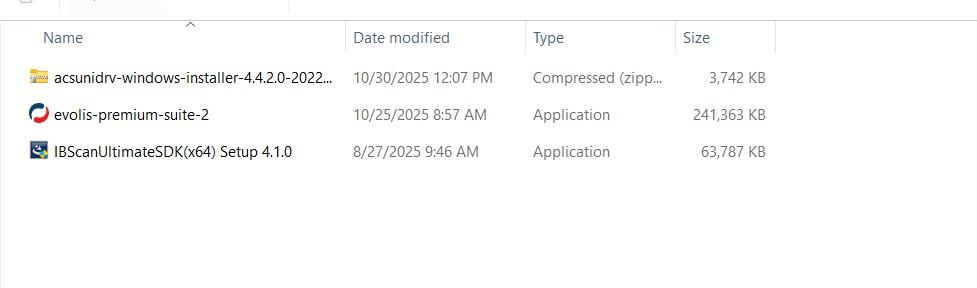 Name Date modified Type Size
acsunidrv-windows-installer-4.4.2.0-2022... 10/30/2025 12:07 PM Compressed (zipp... 3,742 KB
evolis-premium-suite-2 10/25/2025 8:57 AM Application 241,363 KB
IBScanUltimateSDK(x64) Setup 4.1.0 8/27/2025 9:46 AM Application 63,787 KB